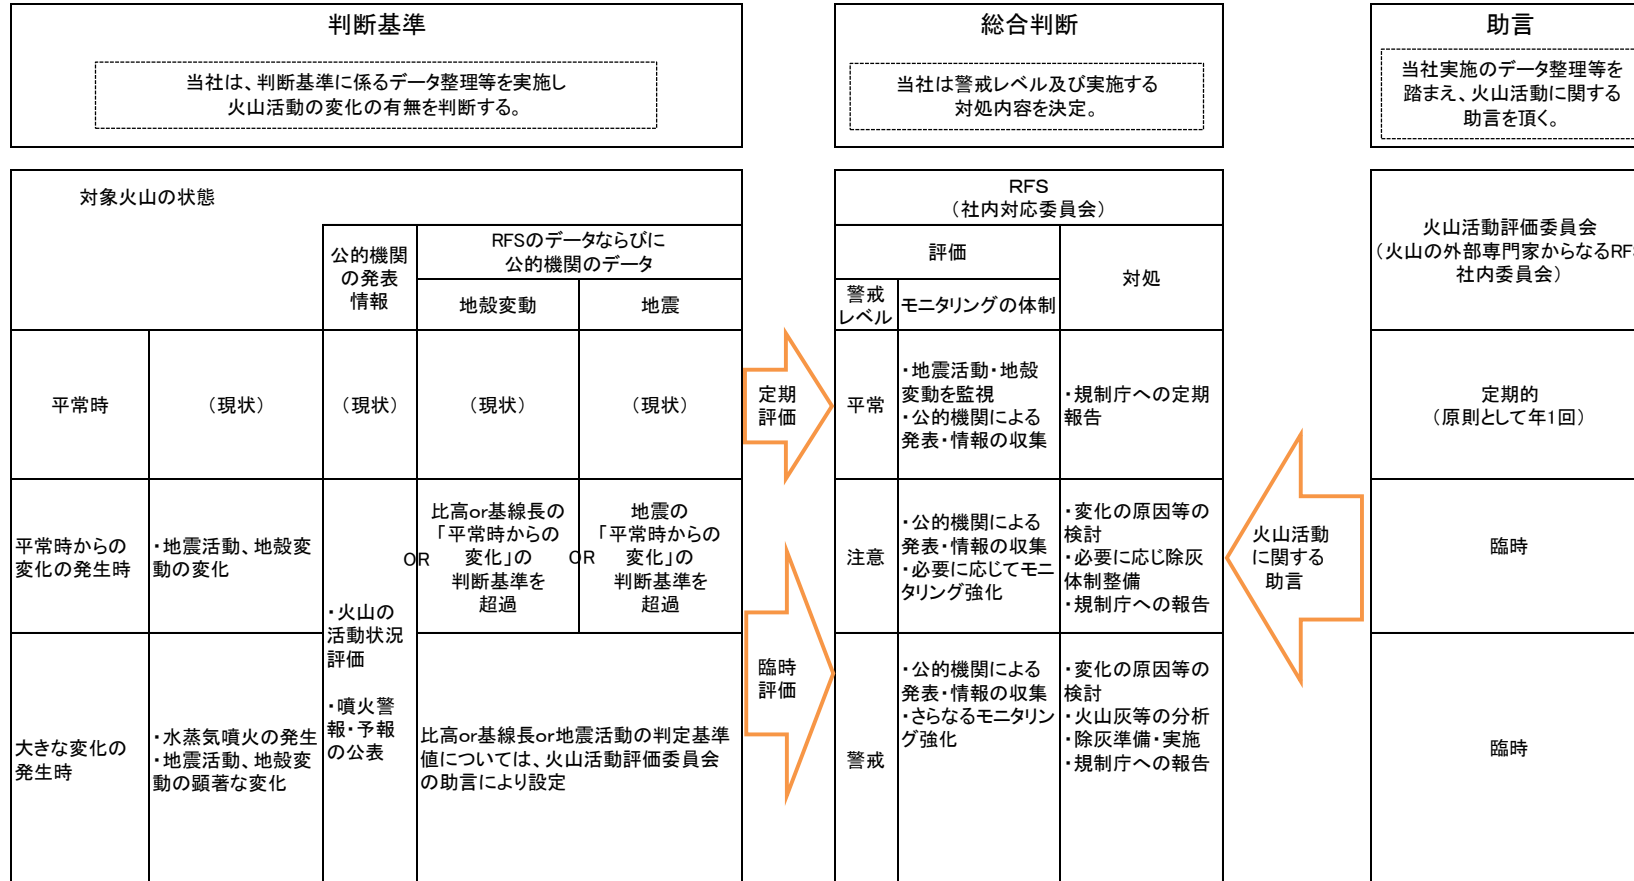 判断基準
当社は、判断基準に係るデータ整理等を実施し
火山活動の変化の有無を判断する。
総合判断
当社は警戒レベル及び実施する
対処内容を決定。
助言
当社実施のデータ整理等を
踏まえ、火山活動に関する
助言を頂く。
対象火山の状態
公的機関
の発表
情報
RFSのデータならびに
公的機関のデータ
地殻変動
地震
RFS
（社内対応委員会）
評価
対処
警戒
レベル
モニタリングの体制
火山活動評価委員会
（火山の外部専門家からなるRFS
社内委員会）
平常時
（現状）
（現状）
（現状）
（現状）
定期
評価
平常
・地震活動・地殻
変動を監視
・公的機関による
発表・情報の収集
・規制庁への定期
報告
定期的
（原則として年1回）
平常時からの
変化の発生時
・地震活動、地殻変
動の変化
・火山の
活動状況
評価
・噴火警
報・予報
の公表
OR
比高or基線長の
「平常時からの
変化」の
判断基準を
超過
OR
地震の
「平常時からの
変化」の
判断基準を
超過
臨時
評価
注意
・公的機関による
発表・情報の収集
・必要に応じてモニ
タリング強化
・変化の原因等の
検討
・必要に応じ除灰
体制整備
・規制庁への報告
火山活動
に関する
助言
臨時
大きな変化の
発生時
・水蒸気噴火の発生
・地震活動、地殻変
動の顕著な変化
比高or基線長or地震活動の判定基準
値については、火山活動評価委員会
の助言により設定
警戒
・公的機関による
発表・情報の収集
・さらなるモニタリン
グ強化
・変化の原因等の
検討
・火山灰等の分析
・除灰準備・実施
・規制庁への報告
臨時